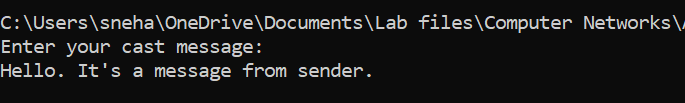 C:\Users\sneha\OneDrive\Documents\Lab files\Computer Networks\
Enter your cast message:
Hello. It's a message from sender.